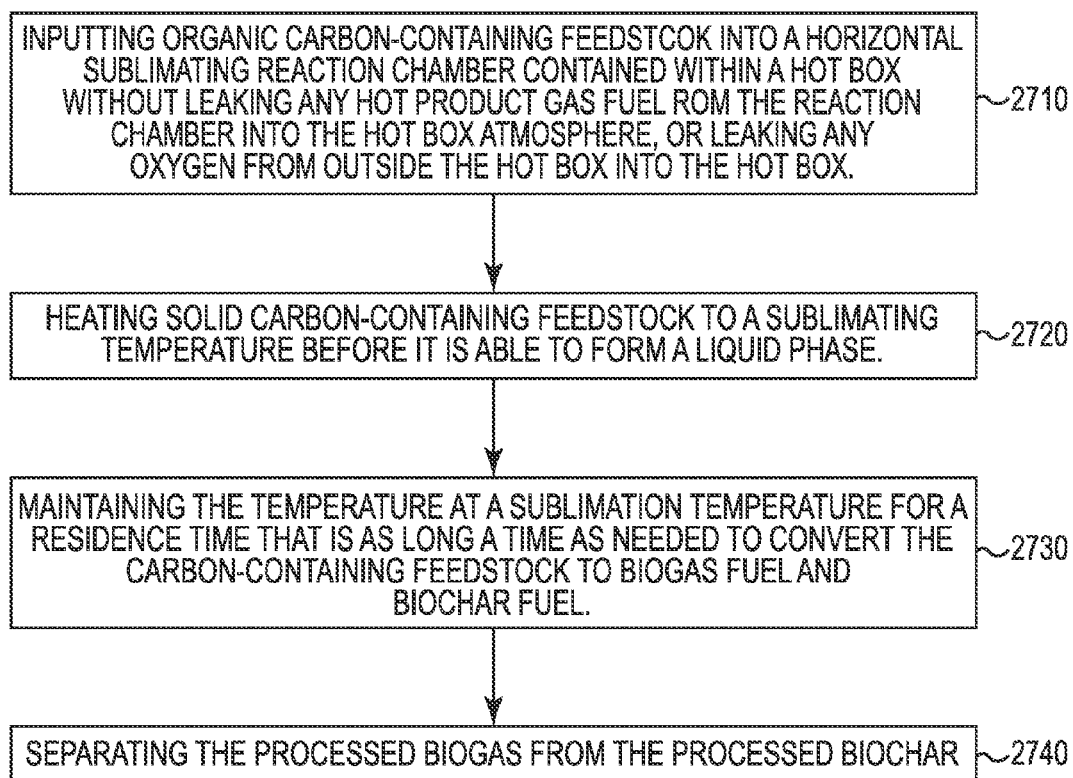 INPUTTING ORGANIC CARBON-CONTAINING FEEDSTCOK INTO A HORIZONTAL
SUBLIMATING REACTION CHAMBER CONTAINED WITHIN A HOT BOX
WITHOUT LEAKING ANY HOT PRODUCT GAS FUEL ROM THE REACTION
CHAMBER INTO THE HOT BOX ATMOSPHERE, OR LEAKING ANY
OXYGEN FROM OUTSIDE THE HOT BOX INTO THE HOT BOX.
2710
HEATING SOLID CARBON-CONTAINING FEEDSTOCK TO A SUBLIMATING
TEMPERATURE BEFORE IT IS ABLE TO FORM A LIQUID PHASE.
2720
MAINTAINING THE TEMPERATURE AT A SUBLIMATION TEMPERATURE FOR A
RESIDENCE TIME THAT IS AS LONG A TIME AS NEEDED TO CONVERT THE
CARBON-CONTAINING FEEDSTOCK TO BIOGAS FUEL AND
BIOCHAR FUEL.
2730
SEPARATING THE PROCESSED BIOGAS FROM THE PROCESSED BIOCHAR
2740